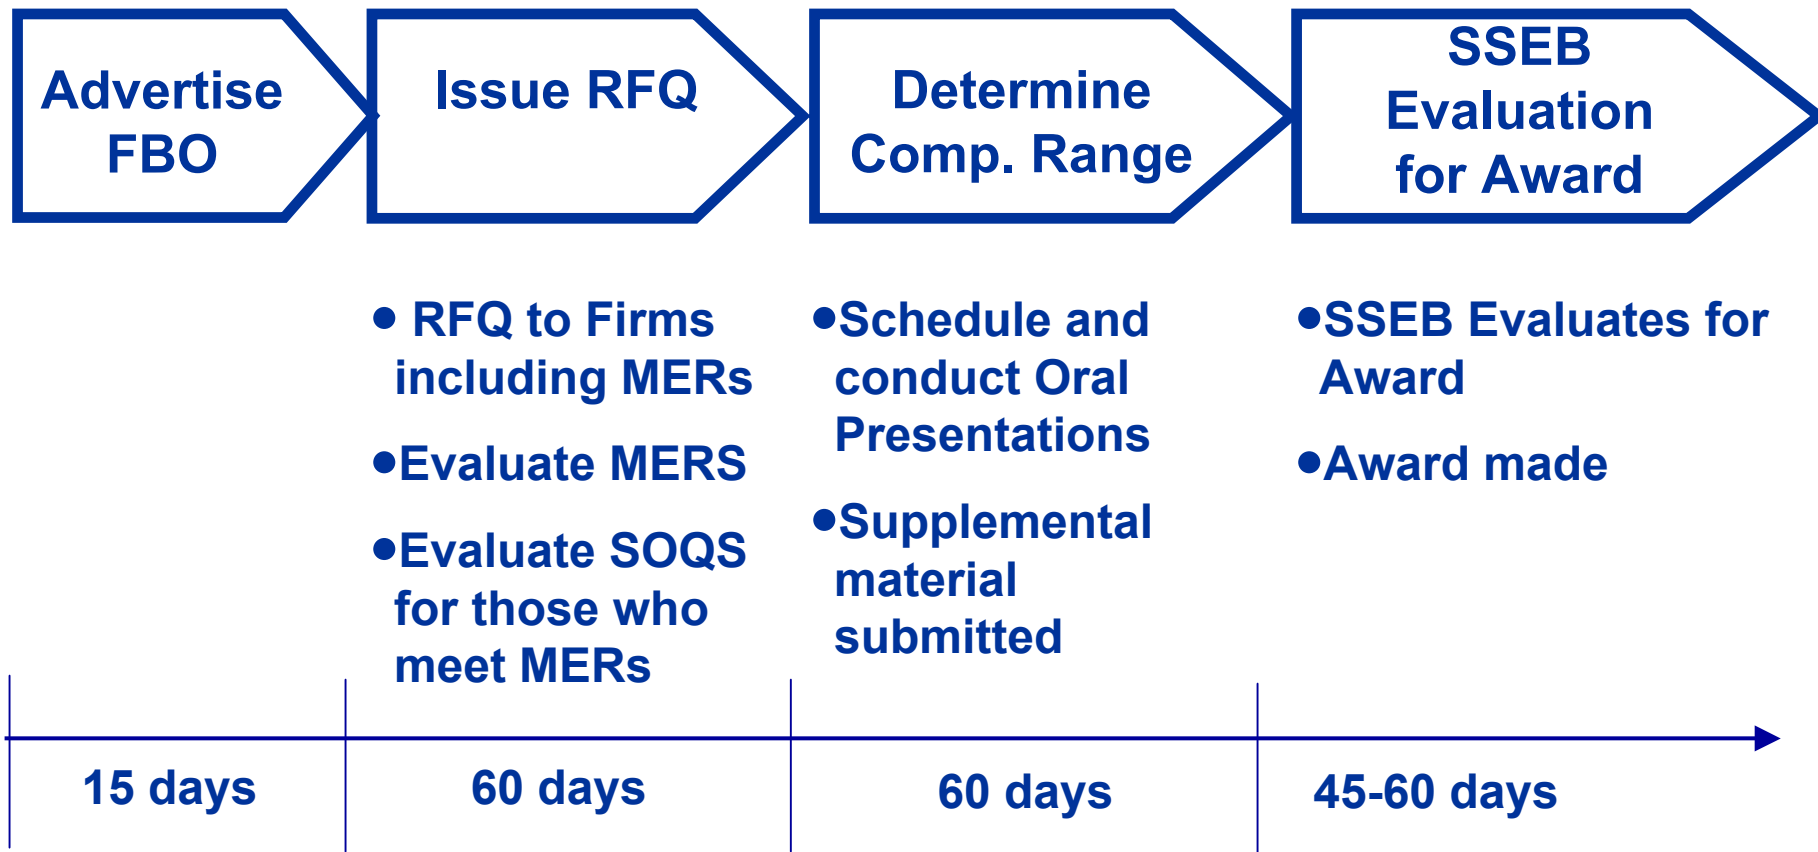 Advertise
FBO
Issue RFQ
Determine
Comp. Range
SSEB
Evaluation
for Award
• RFQ to Firms
including MERs
•Evaluate MERS
•Evaluate SOQS
for those who
meet MERs
•Schedule and
conduct Oral
Presentations
•Supplemental
material
submitted
•SSEB Evaluates for
Award
•Award made
15 days
60 days
60 days
45-60 days